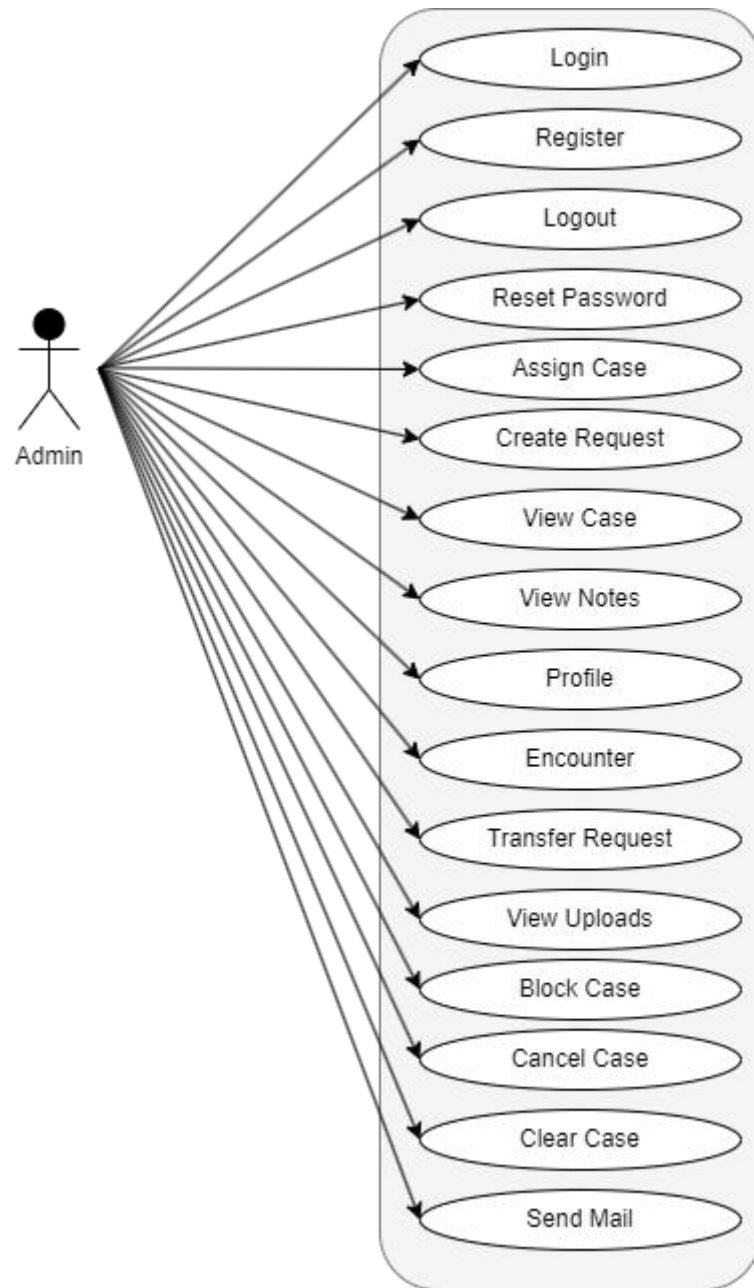 Login
Register
Logout
Reset Password
Assign Case
Admin
Create Request
View Case
View Notes
Profile
Encounter
Transfer Request
View Uploads
Block Case
Cancel Case
Clear Case
Send Mail